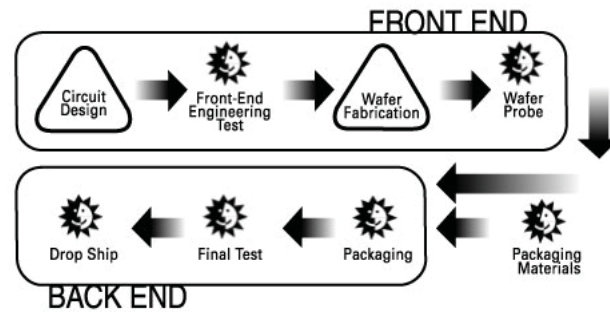 FRONT END
Circuit
Design
Front-End
Engineering
Test
Wafer
Fabrication
Wafer
Probe
Drop Ship
Final Test
Packaging
Packaging
Materials
BACK END